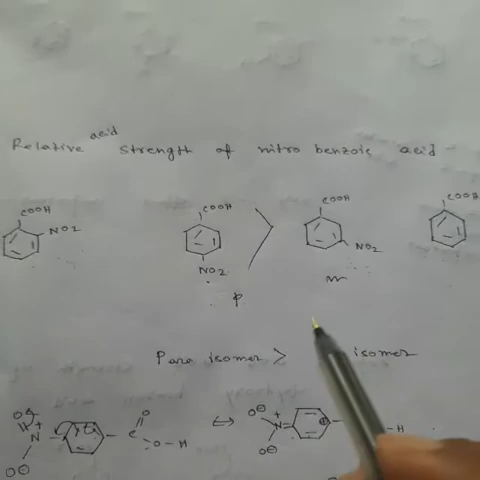 Relative acid strength of nitro benzoic acid -
COOH COOH COOH COOH
NO2 NO2
NO2
p m
Para isomer > isomer
O O ⊖O
N+ C ↔ N+ ⊕
O-H H
O⊖ O⊖